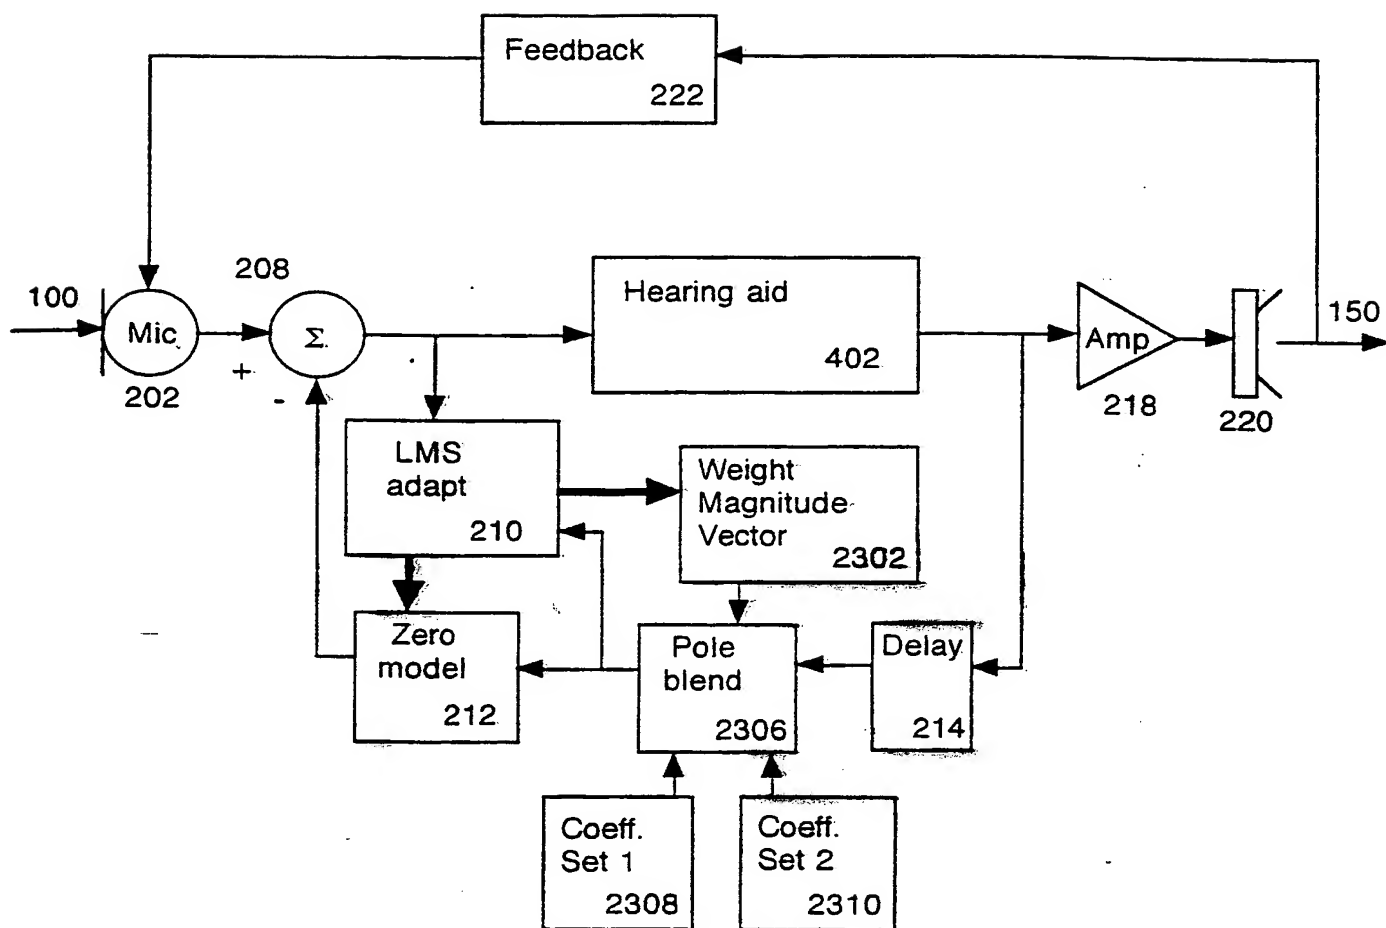 Feedback
222
208
100
Mic
Σ
Hearing aid
402
Amp
150
+
-
202
218
220
LMS
adapt
210
Weight
Magnitude
Vector
2302
Zero
model
212
Pole
blend
2306
Delay
214
Coeff.
Set 1
2308
Coeff.
Set 2
2310